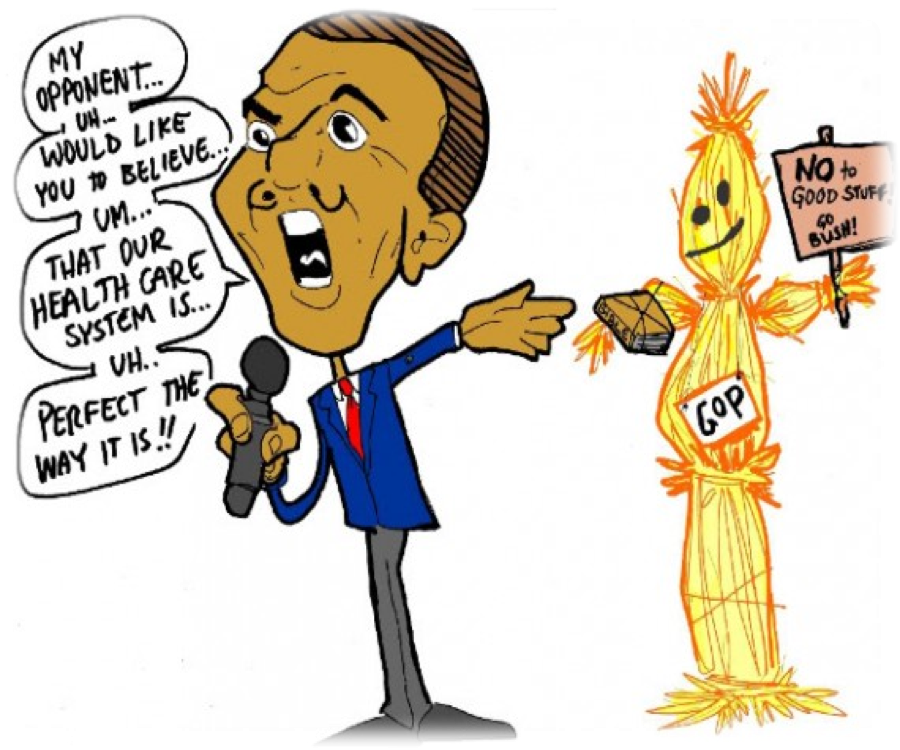 MY
OPPONENT...
UH...
WOULD LIKE
YOU to BELIEVE...
UM...
THAT OUR
HEALTH CARE
SYSTEM IS...
UH..
PERFECT THE
WAY IT IS!!
NO to
GOOD STUFF!
GO
BUSH!
BIBLE
GOP